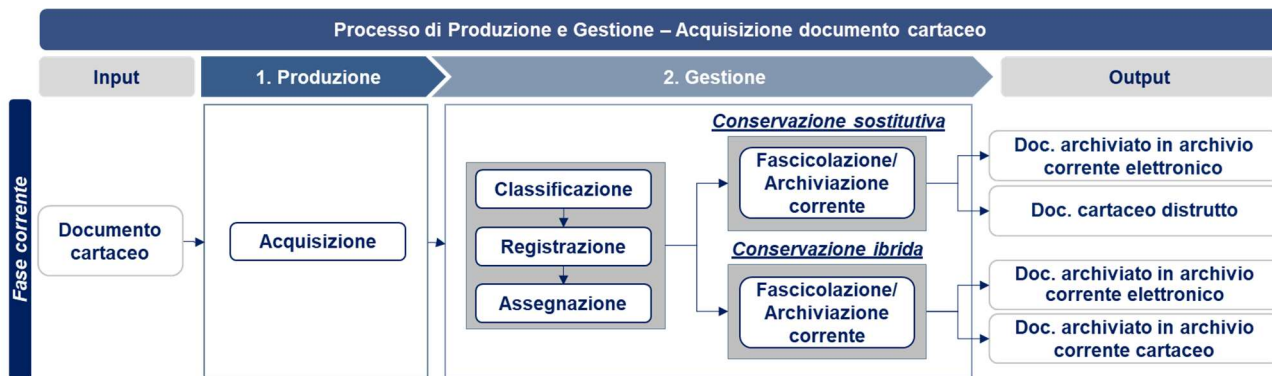 Processo di Produzione e Gestione – Acquisizione documento cartaceo
Input
1. Produzione
2. Gestione
Output
Fase corrente
Documento
cartaceo
Acquisizione
Classificazione
Registrazione
Assegnazione
Conservazione sostitutiva
Fascicolazione/
Archiviazione
corrente
Conservazione ibrida
Fascicolazione/
Archiviazione
corrente
Doc. archiviato in archivio
corrente elettronico
Doc. cartaceo distrutto
Doc. archiviato in archivio
corrente elettronico
Doc. archiviato in archivio
corrente cartaceo